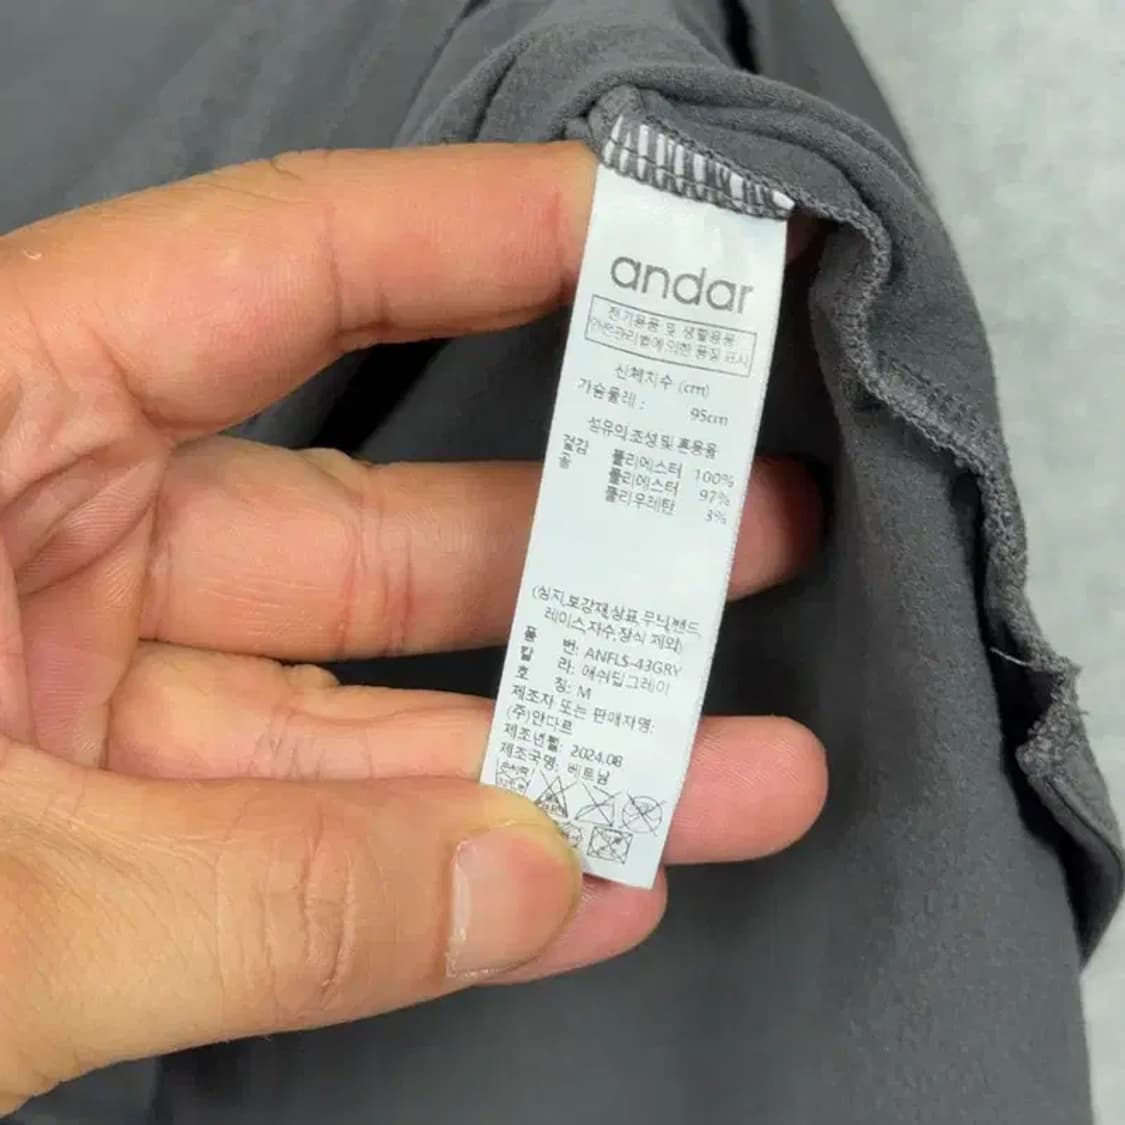 andar
전기용품 및 생활용품
안전관리법에 의한 품질 표시
신체치수 (cm)
가슴둘레 : 95cm
섬유의 조성 및 혼용율
겉감 폴리에스터 100%
폴리에스터 97%
폴리우레탄 3%
(심지,보강재,상표,무늬,밴드,
레이스,자수,장식 제외)
품 번: ANFLS-43GRY
칼 라: 애쉬딥그레이
호 칭: M
제조자 또는 판매자명:
(주)안다르
제조년월: 2024.08
제조국명: 베트남